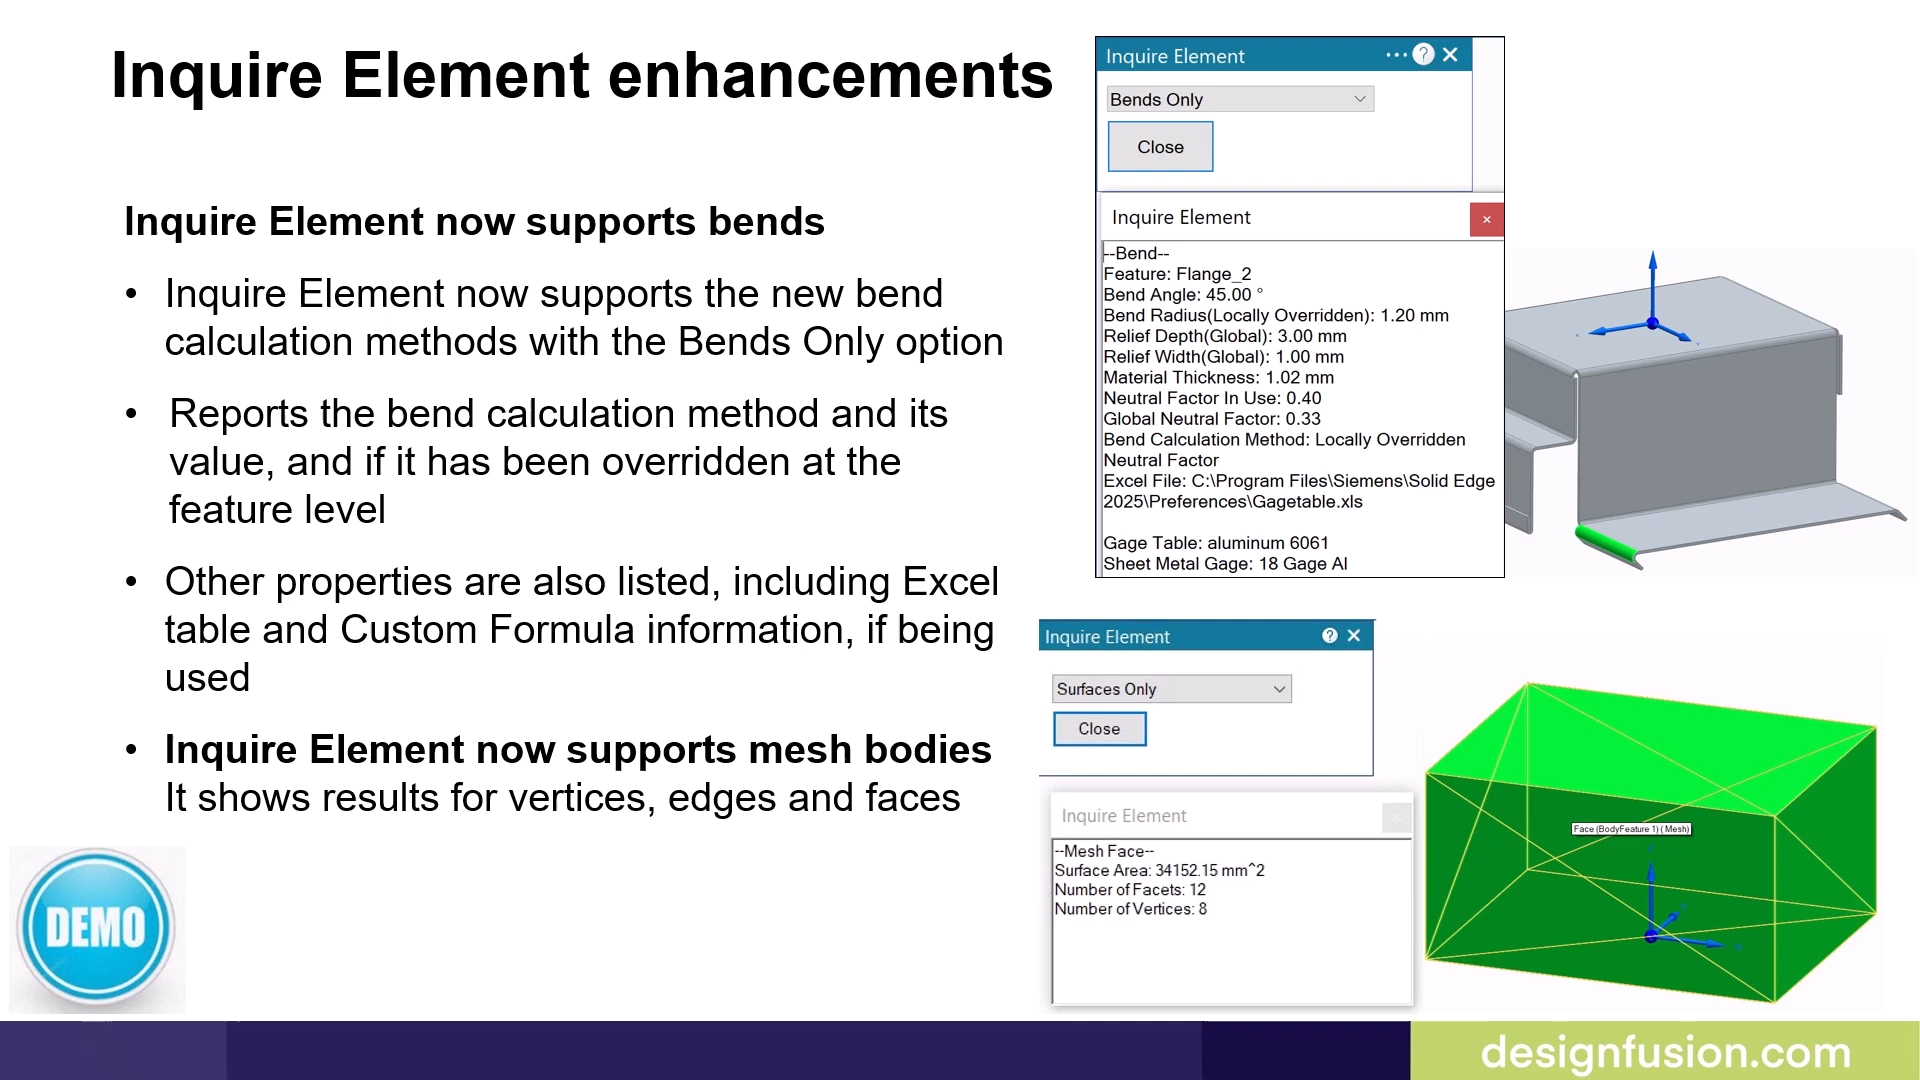 Inquire Element enhancements
Inquire Element now supports bends
• Inquire Element now supports the new bend
calculation methods with the Bends Only option
• Reports the bend calculation method and its
value, and if it has been overridden at the
feature level
• Other properties are also listed, including Excel
table and Custom Formula information, if being
used
• Inquire Element now supports mesh bodies
It shows results for vertices, edges and faces
DEMO
Inquire Element
Bends Only
Close
Inquire Element
--Bend--
Feature: Flange_2
Bend Angle: 45.00 °
Bend Radius(Locally Overridden): 1.20 mm
Relief Depth(Global): 3.00 mm
Relief Width(Global): 1.00 mm
Material Thickness: 1.02 mm
Neutral Factor In Use: 0.40
Global Neutral Factor: 0.33
Bend Calculation Method: Locally Overridden
Neutral Factor
Excel File: C:\Program Files\Siemens\Solid Edge
2025\Preferences\Gagetable.xls
Gage Table: aluminum 6061
Sheet Metal Gage: 18 Gage Al
Inquire Element
Surfaces Only
Close
Inquire Element
--Mesh Face--
Surface Area: 34152.15 mm^2
Number of Facets: 12
Number of Vertices: 8
Face (BodyFeature 1) ( Mesh)
designfusion.com